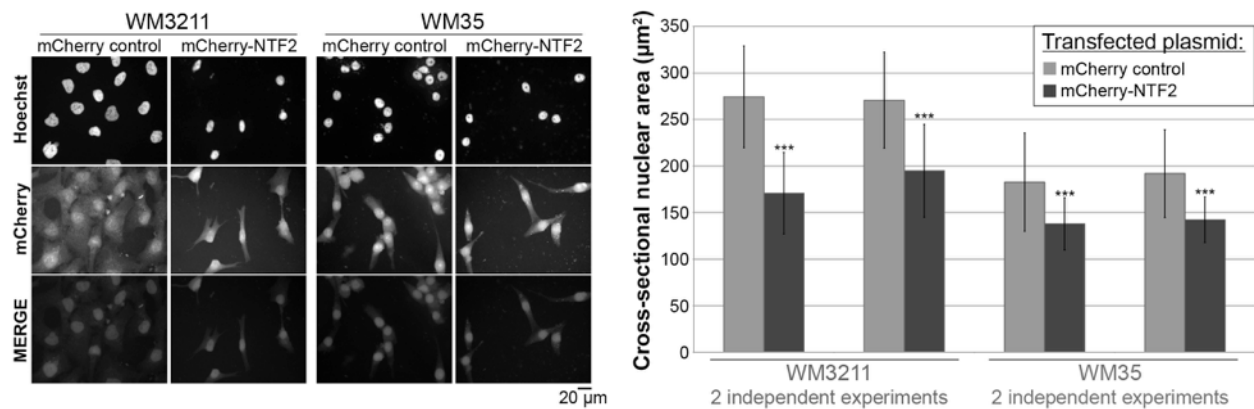 WM3211
WM35
mCherry control
mCherry-NTF2
mCherry control
mCherry-NTF2
Hoechst
mCherry
MERGE
20 µm
Cross-sectional nuclear area (µm²)
350
300
250
200
150
100
50
0
Transfected plasmid:
mCherry control
mCherry-NTF2
***
***
***
***
WM3211
WM35
2 independent experiments
2 independent experiments